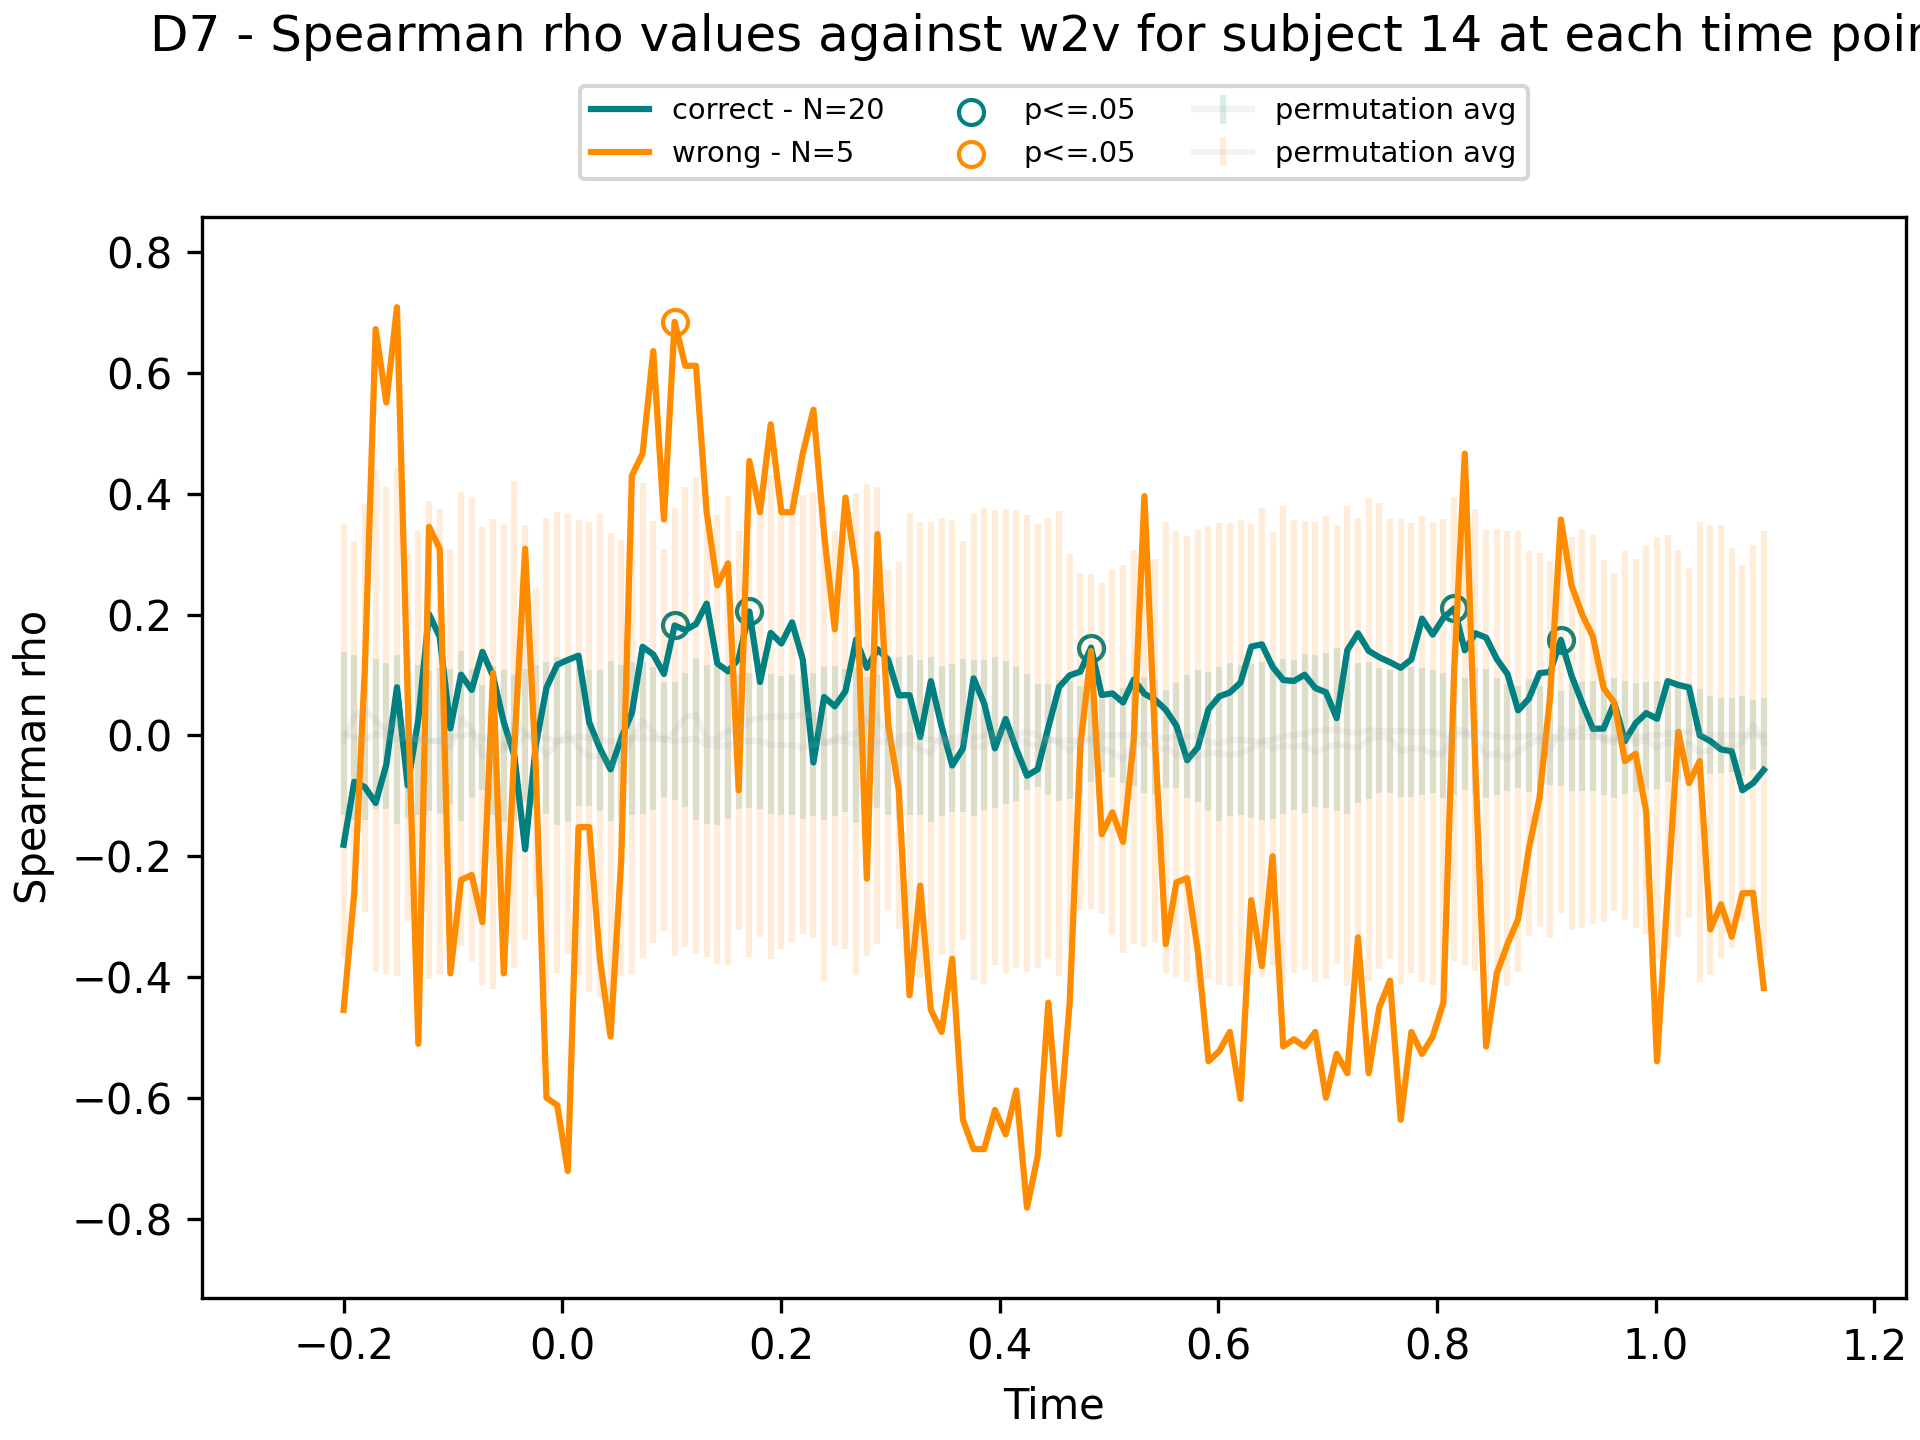 D7 - Spearman rho values against w2v for subject 14 at each time
correct - N=20
wrong - N=5
p<=.05
p<=.05
permutation avg
permutation avg
0.8
0.6
0.4
0.2
0.0
−0.2
−0.4
−0.6
−0.8
Spearman rho
−0.2
0.0
0.2
0.4
0.6
0.8
1.0
1.2
Time